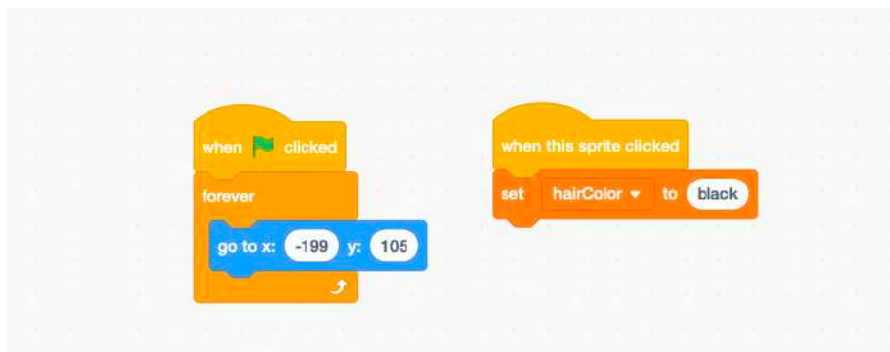 when clicked
forever
go to x: -199 y: 105
when this sprite clicked
set hairColor to black